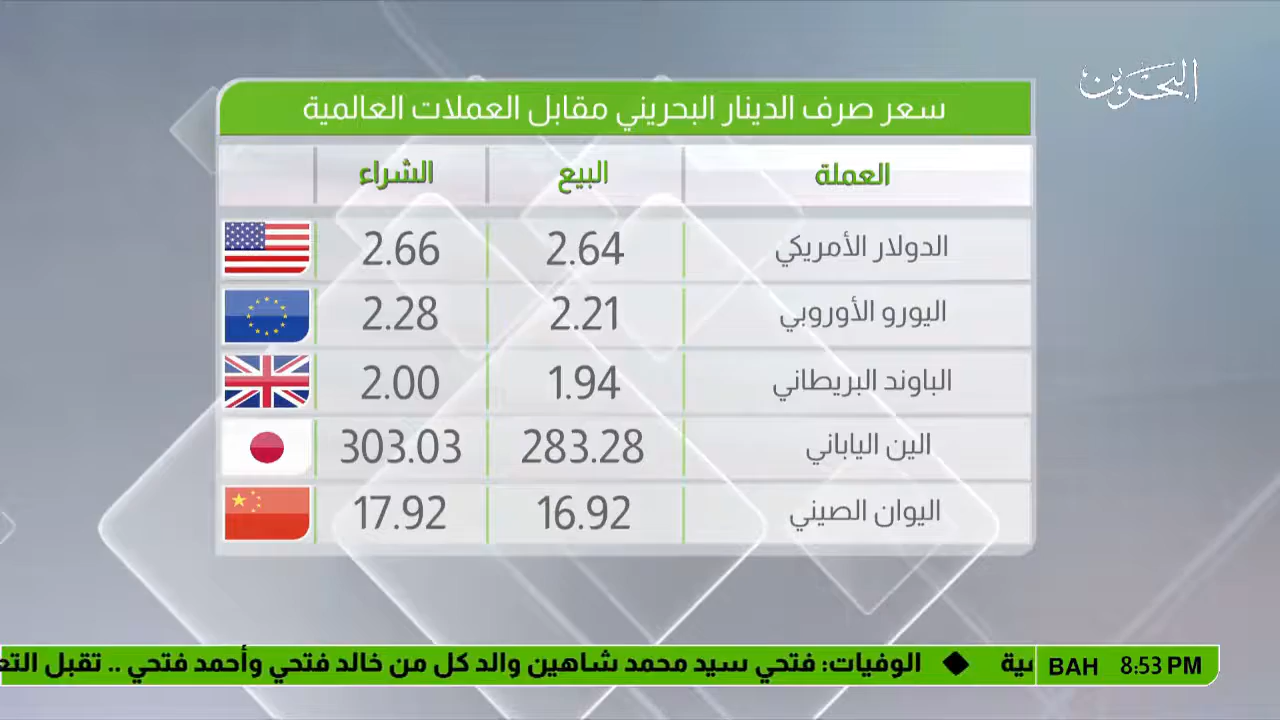 البحرين
سعر صرف الدينار البحريني مقابل العملات العالمية
العملة البيع الشراء
الدولار الأمريكي 2.64 2.66
اليورو الأوروبي 2.21 2.28
الباوند البريطاني 1.94 2.00
الين الياباني 283.28 303.03
اليوان الصيني 16.92 17.92
BAH 8:53 PM
الوفيات: فتحي سيد محمد شاهين والد كل من خالد فتحي وأحمد فتحي .. تقبل